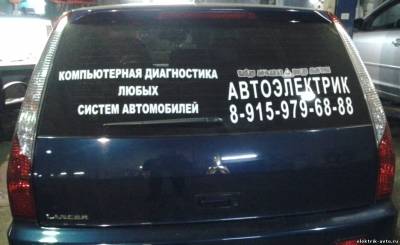 КОМПЬЮТЕРНАЯ ДИАГНОСТИКА
ЛЮБЫХ
СИСТЕМ АВТОМОБИЛЕЙ
АВТОЭЛЕКТРИК
8-915-979-68-88
LANCER
elektrik-avto.ru